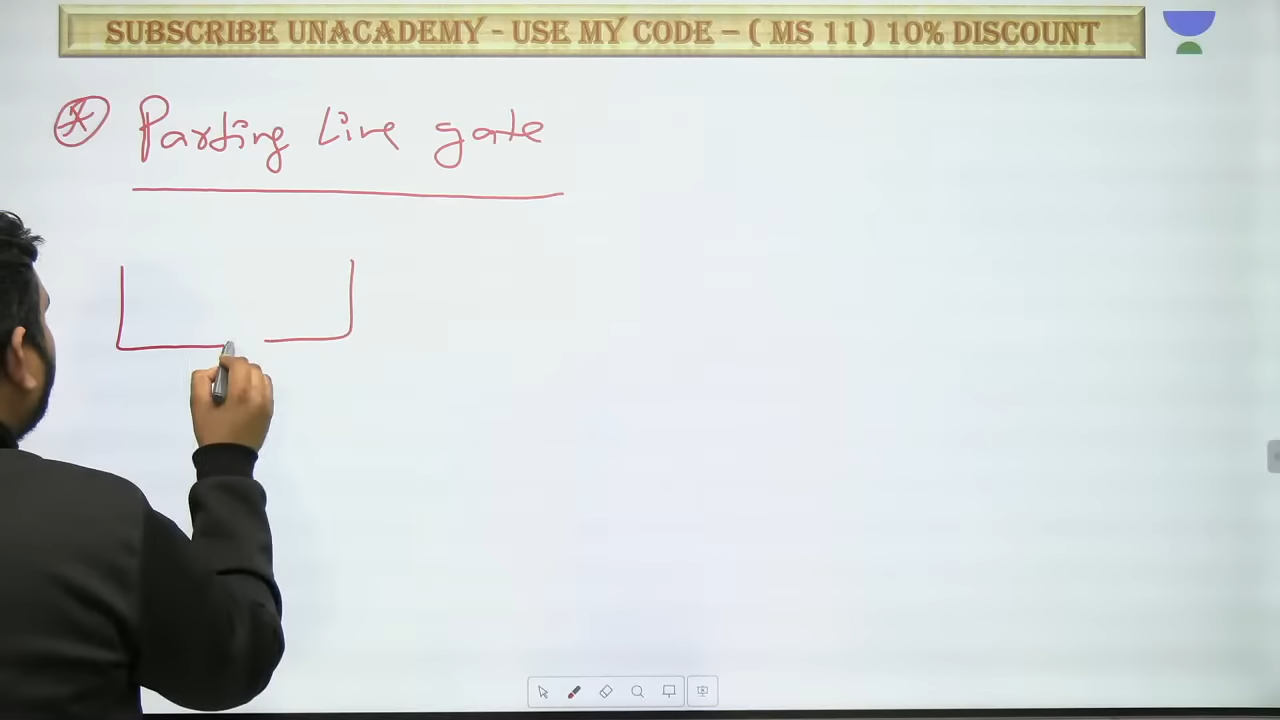 SUBSCRIBE UNACADEMY - USE MY CODE - ( MS 11) 10% DISCOUNT
Parting Line gate